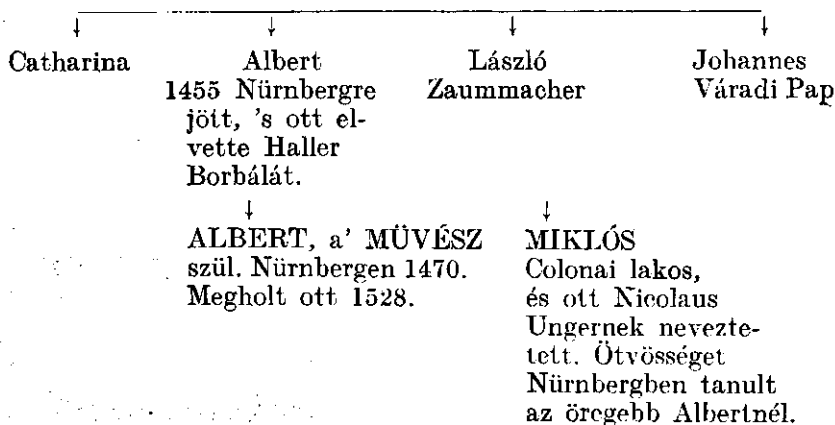 Catharina
Albert
1455 Nürnbergre
jött, 's ott el-
vette Haller
Borbálát.
László
Zaummacher
Johannes
Váradi Pap
ALBERT, a' MÜVÉSZ
szül. Nürnbergen 1470.
Megholt ott 1528.
MIKLÓS
Colonai lakos,
és ott Nicolaus
Ungernek nevezte-
tett. Ötvösséget
Nürnbergben tanult
az öregebb Albertnél.